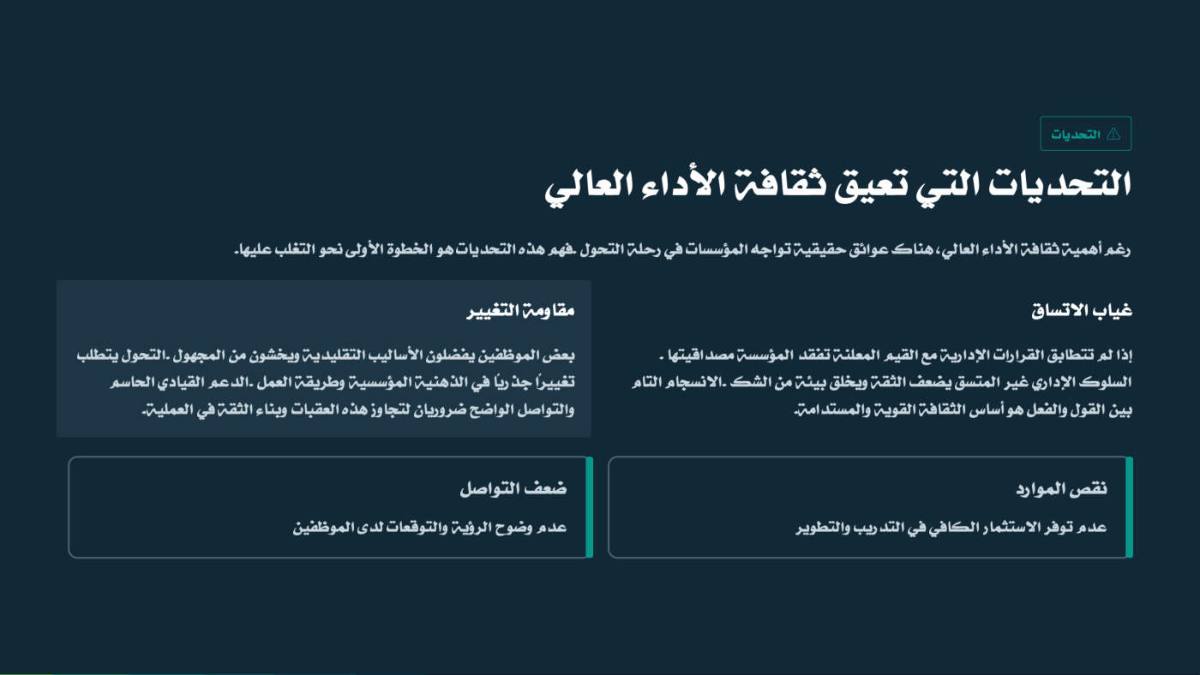 التحديات
التحديات التي تعيق ثقافة الأداء العالي
رغم أهمية ثقافة الأداء العالي، هناك عوائق حقيقية تواجه المؤسسات في رحلة التحول .فهم هذه التحديات هو الخطوة الأولى نحو التغلب عليها.
غياب الاتساق
إذا لم تتطابق القرارات الإدارية مع القيم المعلنة تفقد المؤسسة مصداقيتها .
السلوك الإداري غير المتسق يضعف الثقة ويخلق بيئة من الشك .الانسجام التام
بين القول والفعل هو أساس الثقافة القوية والمستدامة.
مقاومة التغيير
بعض الموظفين يفضلون الأساليب التقليدية ويخشون من المجهول .التحول يتطلب
تغييرًا جذريًا في الذهنية المؤسسية وطريقة العمل .الدعم القيادي الحاسم
والتواصل الواضح ضروريان لتجاوز هذه العقبات وبناء الثقة في العملية.
نقص الموارد
عدم توفر الاستثمار الكافي في التدريب والتطوير
ضعف التواصل
عدم وضوح الرؤية والتوقعات لدى الموظفين